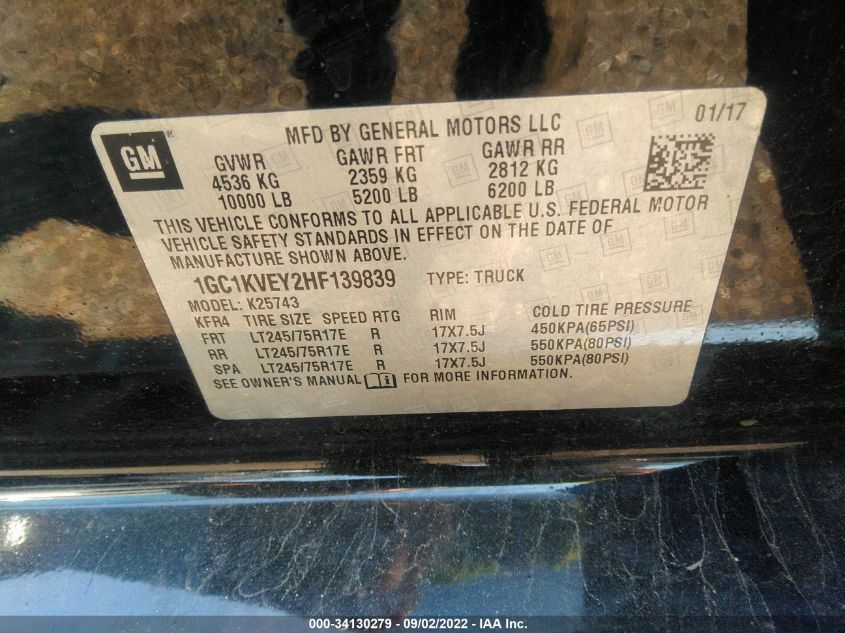 GM
MFD BY GENERAL MOTORS LLC
01/17
GVWR GAWR FRT GAWR RR
4536 KG 2359 KG 2812 KG
10000 LB 5200 LB 6200 LB
THIS VEHICLE CONFORMS TO ALL APPLICABLE U.S. FEDERAL MOTOR
VEHICLE SAFETY STANDARDS IN EFFECT ON THE DATE OF
MANUFACTURE SHOWN ABOVE.
1GC1KVEY2HF139839 TYPE: TRUCK
MODEL: K25743
KFR4 TIRE SIZE SPEED RTG RIM COLD TIRE PRESSURE
FRT LT245/75R17E R 17X7.5J 450KPA(65PSI)
RR LT245/75R17E R 17X7.5J 550KPA(80PSI)
SPA LT245/75R17E R 17X7.5J 550KPA(80PSI)
SEE OWNER'S MANUAL FOR MORE INFORMATION.
000-34130279 - 09/02/2022 - IAA Inc.